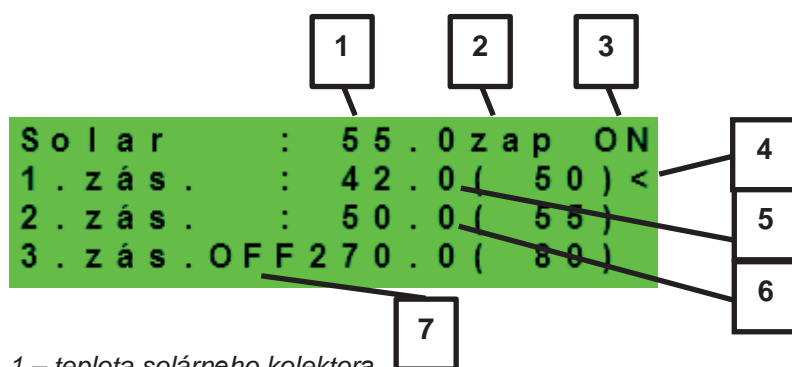 1 2 3
Solar : 55.0zap ON
1.zás. : 42.0( 50)<
2.zás. : 50.0( 55)
3.zás.OFF270.0( 80)
4
5
6
7
1 – teplota solárneho kolektora